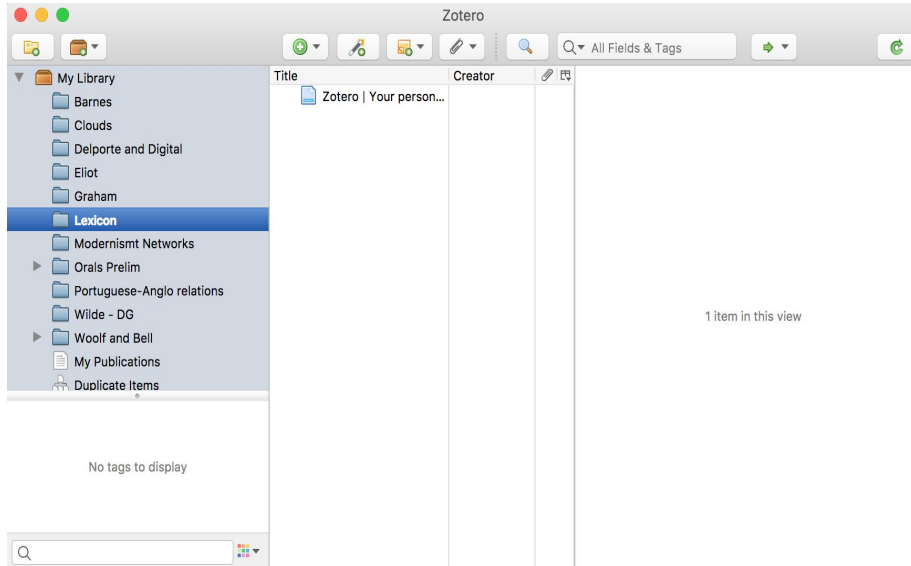 Zotero
All Fields & Tags
My Library
Barnes
Clouds
Delporte and Digital
Eliot
Graham
Lexicon
Modernismt Networks
Orals Prelim
Portuguese-Anglo relations
Wilde - DG
Woolf and Bell
My Publications
Duplicate Items
No tags to display
Title Creator
Zotero | Your person...
1 item in this view